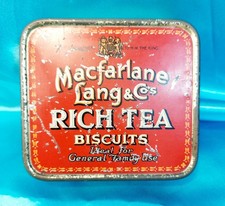 Macfarlane
Lang & Co's
RICH TEA
BISCUITS
Ideal for
General Family Use